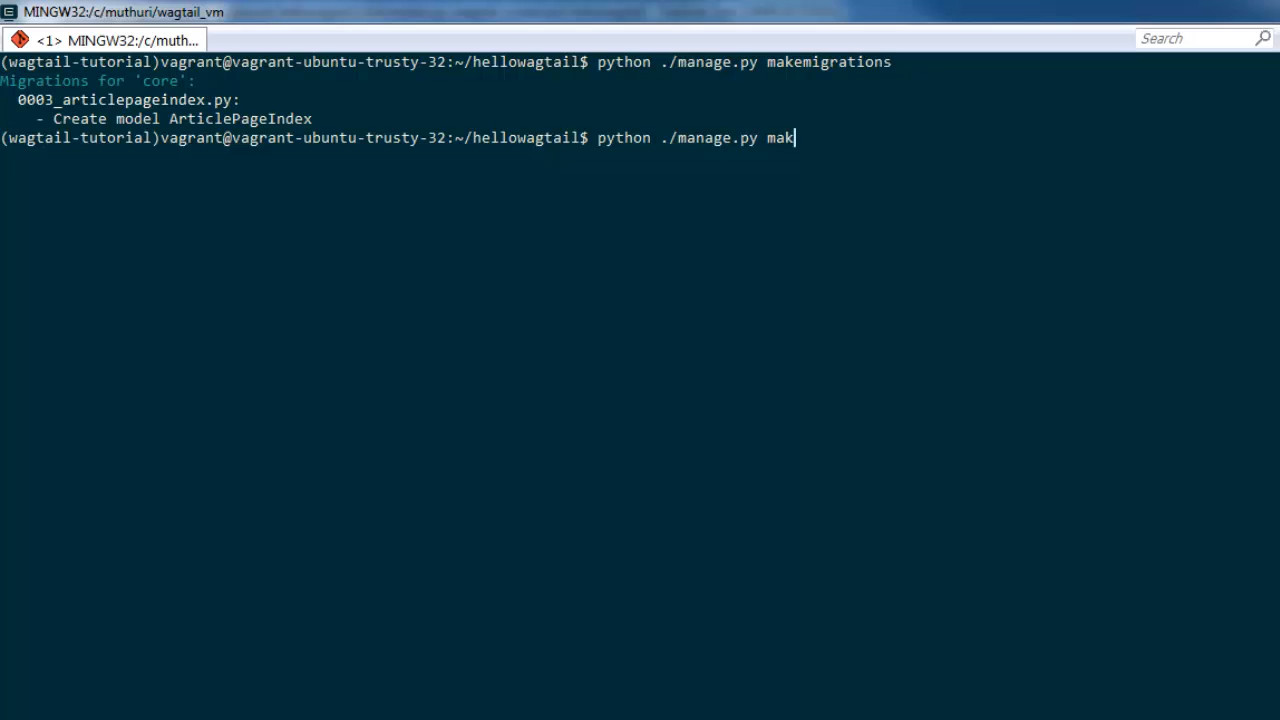 MINGW32:/c/muthuri/wagtail_vm
<1> MINGW32:/c/muth...
Search
(wagtail-tutorial)vagrant@vagrant-ubuntu-trusty-32:~/hellowagtail$ python ./manage.py makemigrations
Migrations for 'core':
0003_articlepageindex.py:
- Create model ArticlePageIndex
(wagtail-tutorial)vagrant@vagrant-ubuntu-trusty-32:~/hellowagtail$ python ./manage.py mak